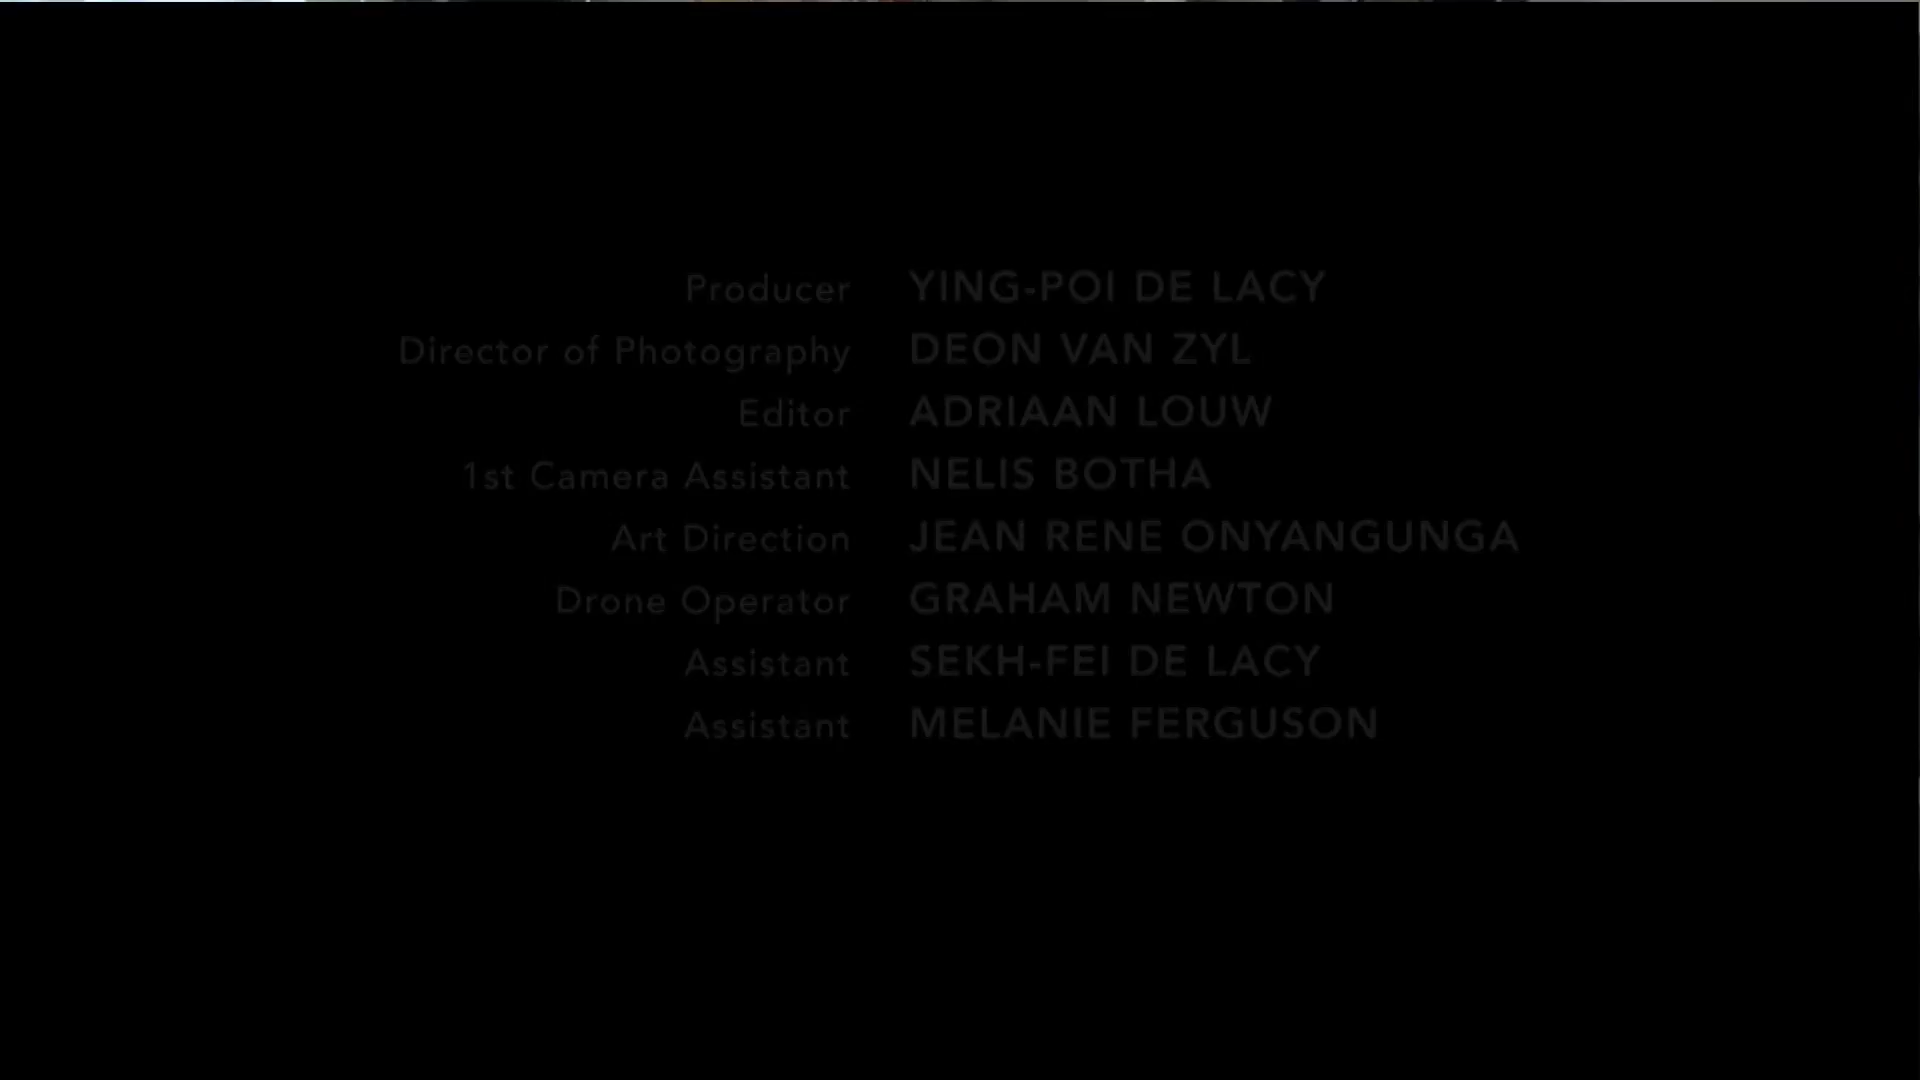 Producer YING-POI DE LACY
Director of Photography DEON VAN ZYL
Editor ADRIAAN LOUW
1st Camera Assistant NELIS BOTHA
Art Direction JEAN RENE ONYANGUNGA
Drone Operator GRAHAM NEWTON
Assistant SEKH-FEI DE LACY
Assistant MELANIE FERGUSON